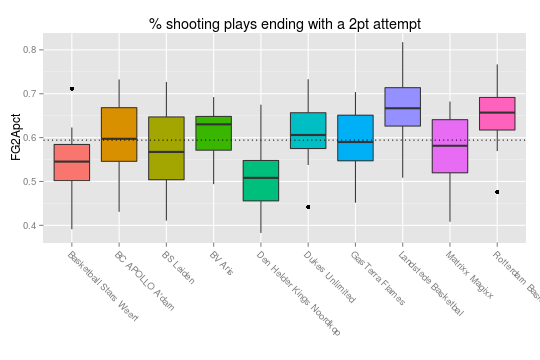 % shooting plays ending with a 2pt attempt
FG2Apct
0.8
0.7
0.6
0.5
0.4
Basketball Stars Weert
BC APOLLO A'dam
BS Leiden
BV Aris
Den Helder Kings Noordkop
Dukes Unlimited
GasTerra Flames
Landstede Basketbal
Matrixx Magixx
Rotterdam Bas